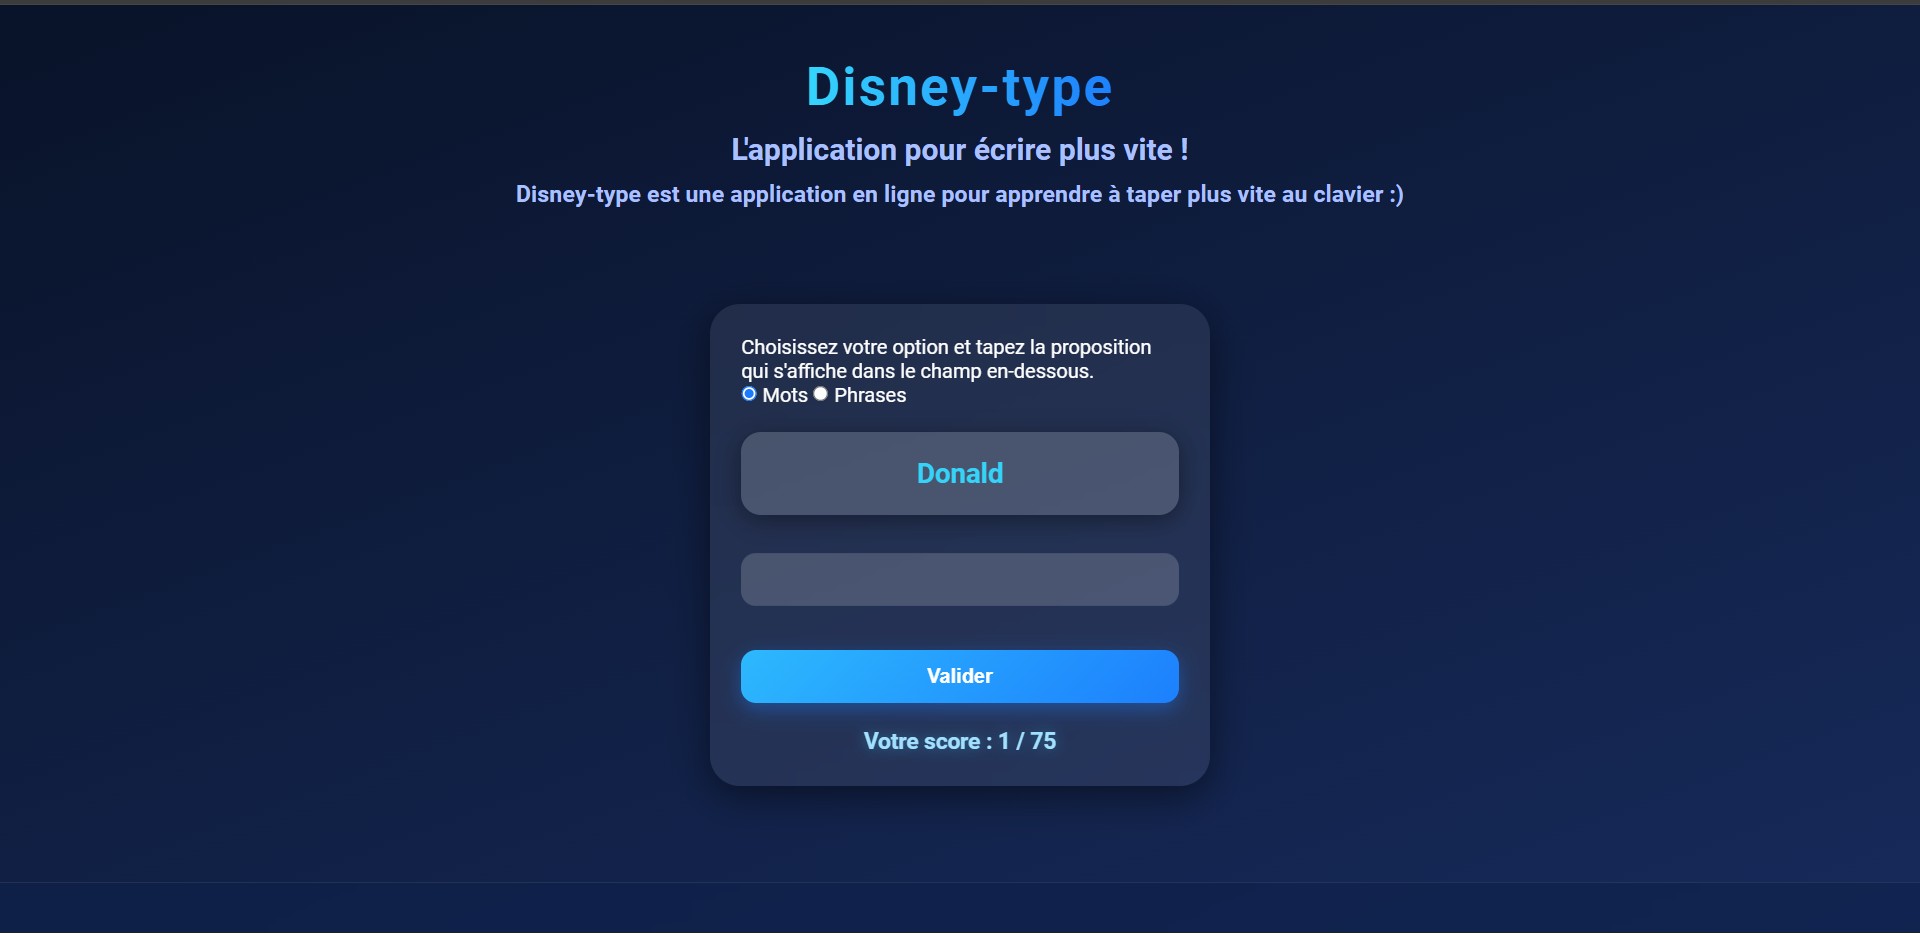 Disney-type
L'application pour écrire plus vite !
Disney-type est une application en ligne pour apprendre à taper plus vite au clavier :)
Choisissez votre option et tapez la proposition
qui s'affiche dans le champ en-dessous.
Mots Phrases
Donald
Valider
Votre score : 1 / 75